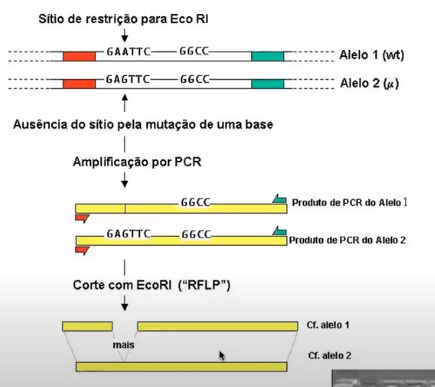 Sítio de restrição para Eco RI
GAATTC GGCC
Alelo 1 (wt)
GAGTTC GGCC
Alelo 2 (μ)
Ausência do sítio pela mutação de uma base
Amplificação por PCR
GGCC
Produto de PCR do Alelo 1
GAGTTC GGCC
Produto de PCR do Alelo 2
Corte com EcoRI ("RFLP")
Cf. alelo 1
mais
Cf. alelo 2